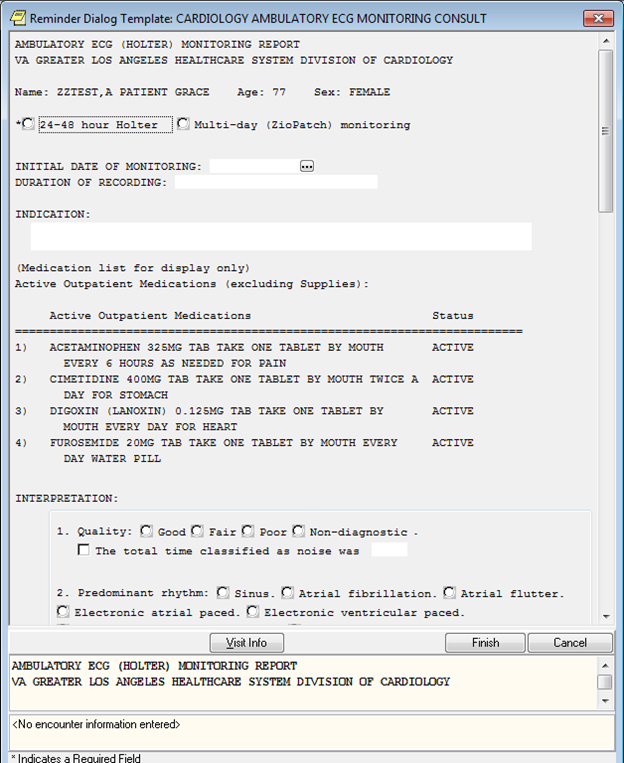 Reminder Dialog Template: CARDIOLOGY AMBULATORY ECG MONITORING CONSULT
AMBULATORY ECG (HOLTER) MONITORING REPORT
VA GREATER LOS ANGELES HEALTHCARE SYSTEM DIVISION OF CARDIOLOGY
Name: ZZTEST,A PATIENT GRACE Age: 77 Sex: FEMALE
* 24-48 hour Holter Multi-day (ZioPatch) monitoring
INITIAL DATE OF MONITORING: ...
DURATION OF RECORDING:
INDICATION:
(Medication list for display only)
Active Outpatient Medications (excluding Supplies):
Active Outpatient Medications Status
=========================================================================
1) ACETAMINOPHEN 325MG TAB TAKE ONE TABLET BY MOUTH ACTIVE
EVERY 6 HOURS AS NEEDED FOR PAIN
2) CIMETIDINE 400MG TAB TAKE ONE TABLET BY MOUTH TWICE A ACTIVE
DAY FOR STOMACH
3) DIGOXIN (LANOXIN) 0.125MG TAB TAKE ONE TABLET BY ACTIVE
MOUTH EVERY DAY FOR HEART
4) FUROSEMIDE 20MG TAB TAKE ONE TABLET BY MOUTH EVERY ACTIVE
DAY WATER PILL
INTERPRETATION:
1. Quality: Good Fair Poor Non-diagnostic .
The total time classified as noise was
2. Predominant rhythm: Sinus. Atrial fibrillation. Atrial flutter.
Electronic atrial paced. Electronic ventricular paced.
Visit Info Finish Cancel
AMBULATORY ECG (HOLTER) MONITORING REPORT
VA GREATER LOS ANGELES HEALTHCARE SYSTEM DIVISION OF CARDIOLOGY
<No encounter information entered>
* Indicates a Required Field